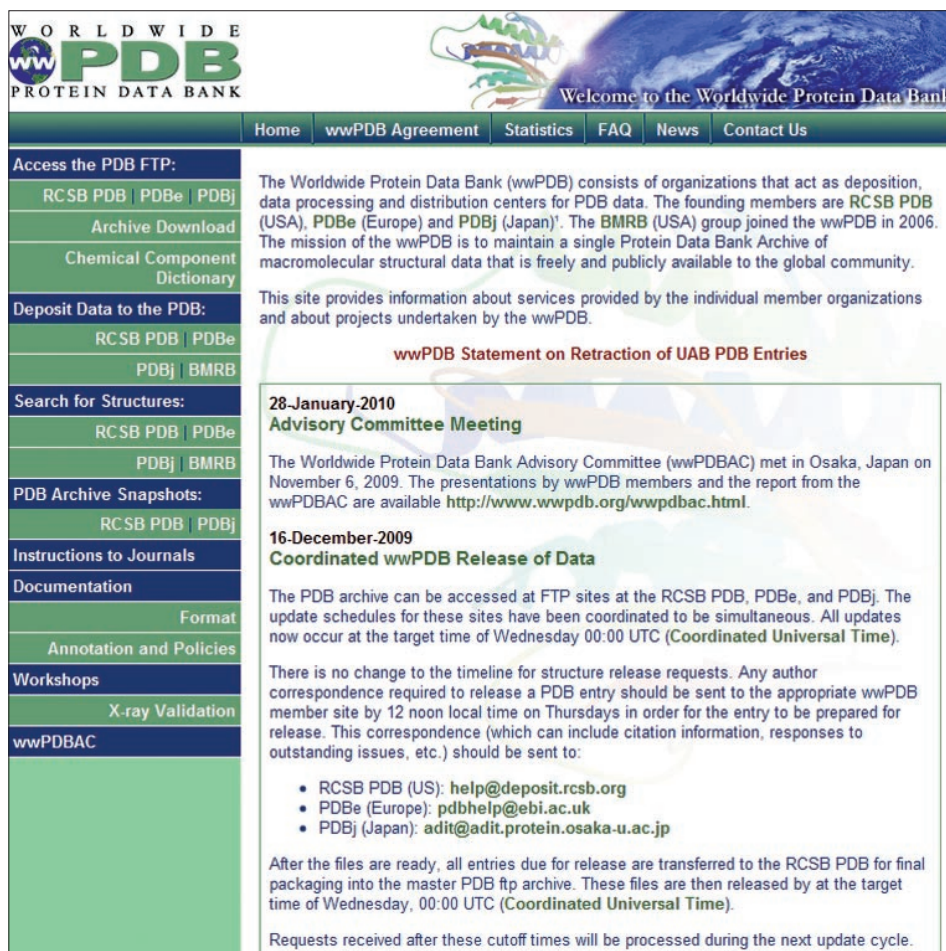 WORLDWIDE
ww PDB
PROTEIN DATA BANK
Welcome to the Worldwide Protein Data Bank
Home wwPDB Agreement Statistics FAQ News Contact Us
Access the PDB FTP:
RCSB PDB | PDBe | PDBj
Archive Download
Chemical Component
Dictionary
Deposit Data to the PDB:
RCSB PDB | PDBe
PDBj | BMRB
Search for Structures:
RCSB PDB | PDBe
PDBj | BMRB
PDB Archive Snapshots:
RCSB PDB | PDBj
Instructions to Journals
Documentation
Format
Annotation and Policies
Workshops
X-ray Validation
wwPDBAC
The Worldwide Protein Data Bank (wwPDB) consists of organizations that act as deposition,
data processing and distribution centers for PDB data. The founding members are RCSB PDB
(USA), PDBe (Europe) and PDBj (Japan)¹. The BMRB (USA) group joined the wwPDB in 2006.
The mission of the wwPDB is to maintain a single Protein Data Bank Archive of
macromolecular structural data that is freely and publicly available to the global community.
This site provides information about services provided by the individual member organizations
and about projects undertaken by the wwPDB.
wwPDB Statement on Retraction of UAB PDB Entries
28-January-2010
Advisory Committee Meeting
The Worldwide Protein Data Bank Advisory Committee (wwPDBAC) met in Osaka, Japan on
November 6, 2009. The presentations by wwPDB members and the report from the
wwPDBAC are available http://www.wwpdb.org/wwpdbac.html.
16-December-2009
Coordinated wwPDB Release of Data
The PDB archive can be accessed at FTP sites at the RCSB PDB, PDBe, and PDBj. The
update schedules for these sites have been coordinated to be simultaneous. All updates
now occur at the target time of Wednesday 00:00 UTC (Coordinated Universal Time).
There is no change to the timeline for structure release requests. Any author
correspondence required to release a PDB entry should be sent to the appropriate wwPDB
member site by 12 noon local time on Thursdays in order for the entry to be prepared for
release. This correspondence (which can include citation information, responses to
outstanding issues, etc.) should be sent to:
• RCSB PDB (US): help@deposit.rcsb.org
• PDBe (Europe): pdbhelp@ebi.ac.uk
• PDBj (Japan): adit@adit.protein.osaka-u.ac.jp
After the files are ready, all entries due for release are transferred to the RCSB PDB for final
packaging into the master PDB ftp archive. These files are then released by at the target
time of Wednesday, 00:00 UTC (Coordinated Universal Time).
Requests received after these cutoff times will be processed during the next update cycle.